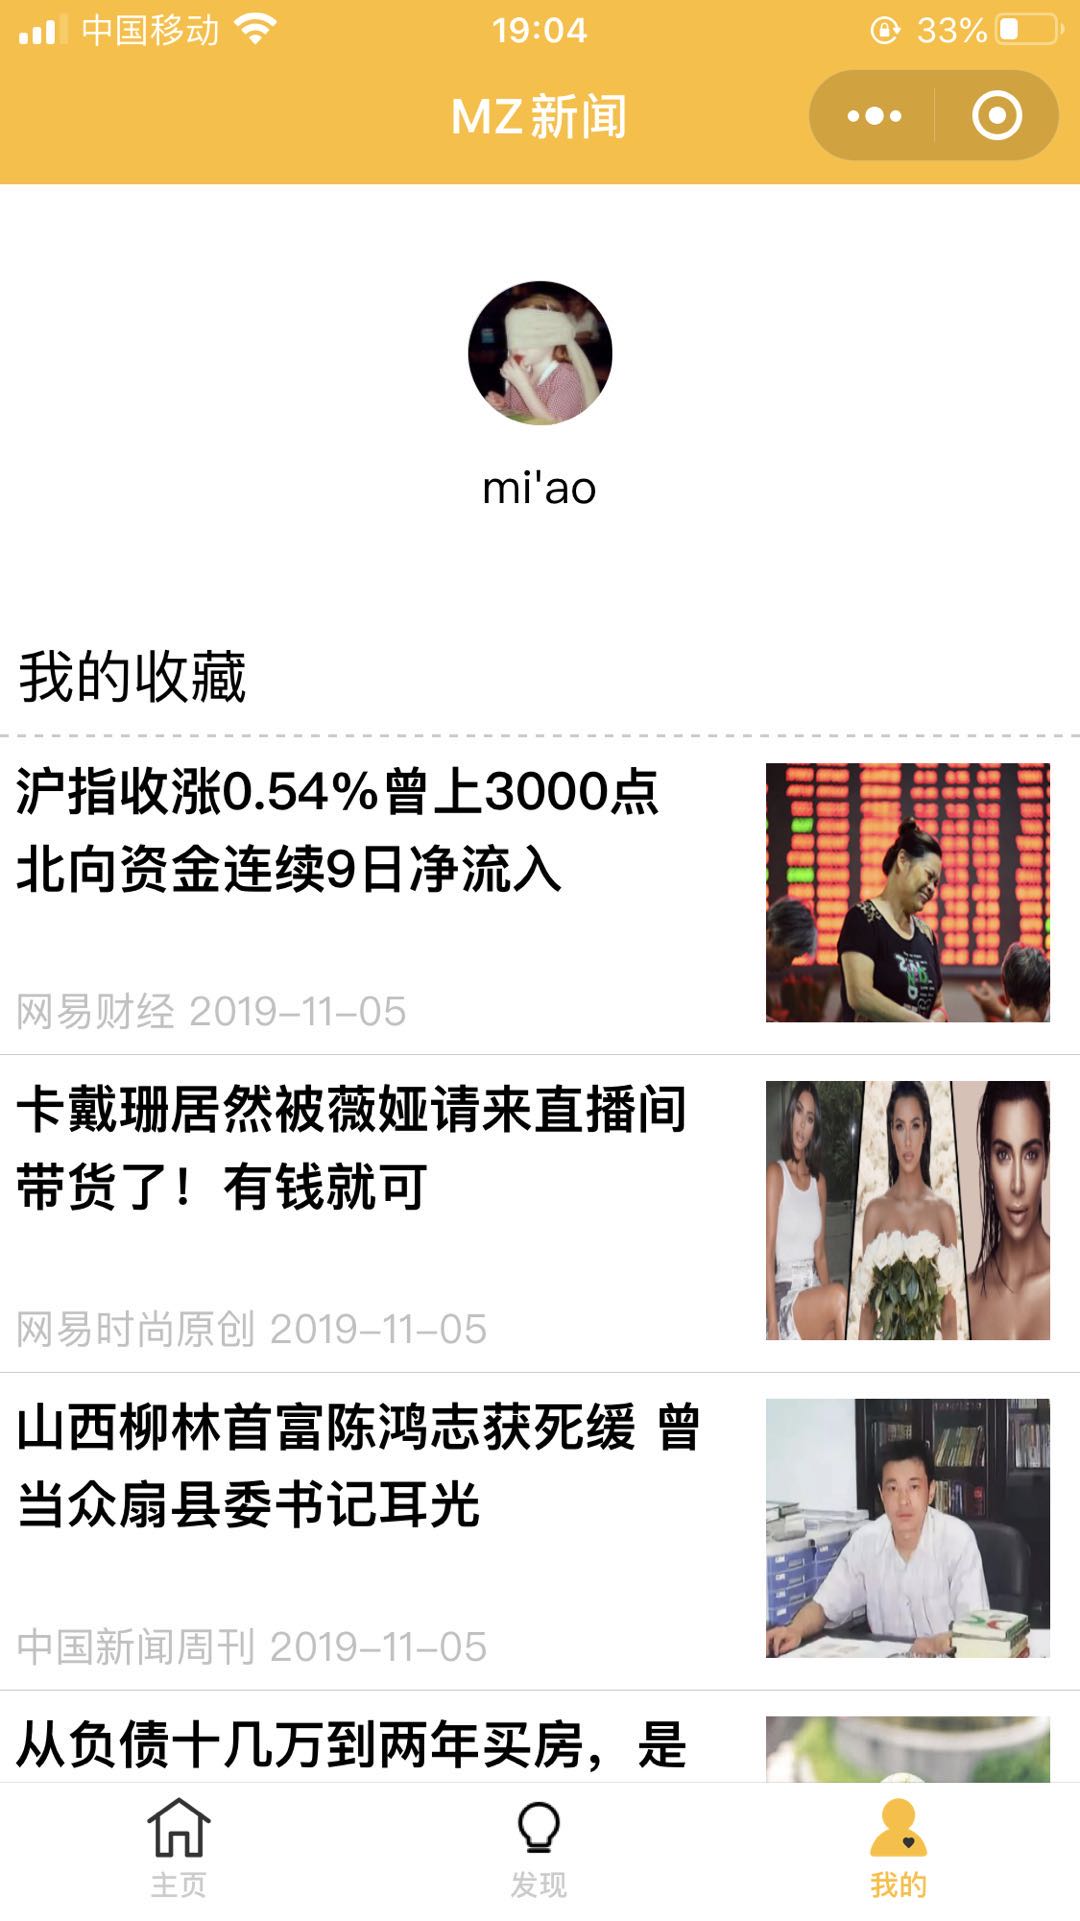 中国移动
19:04
33%
MZ新闻
mi'ao
我的收藏
沪指收涨0.54%曾上3000点
北向资金连续9日净流入
网易财经 2019-11-05
卡戴珊居然被薇娅请来直播间
带货了！有钱就可
网易时尚原创 2019-11-05
山西柳林首富陈鸿志获死缓 曾
当众扇县委书记耳光
中国新闻周刊 2019-11-05
从负债十几万到两年买房，是
主页
发现
我的